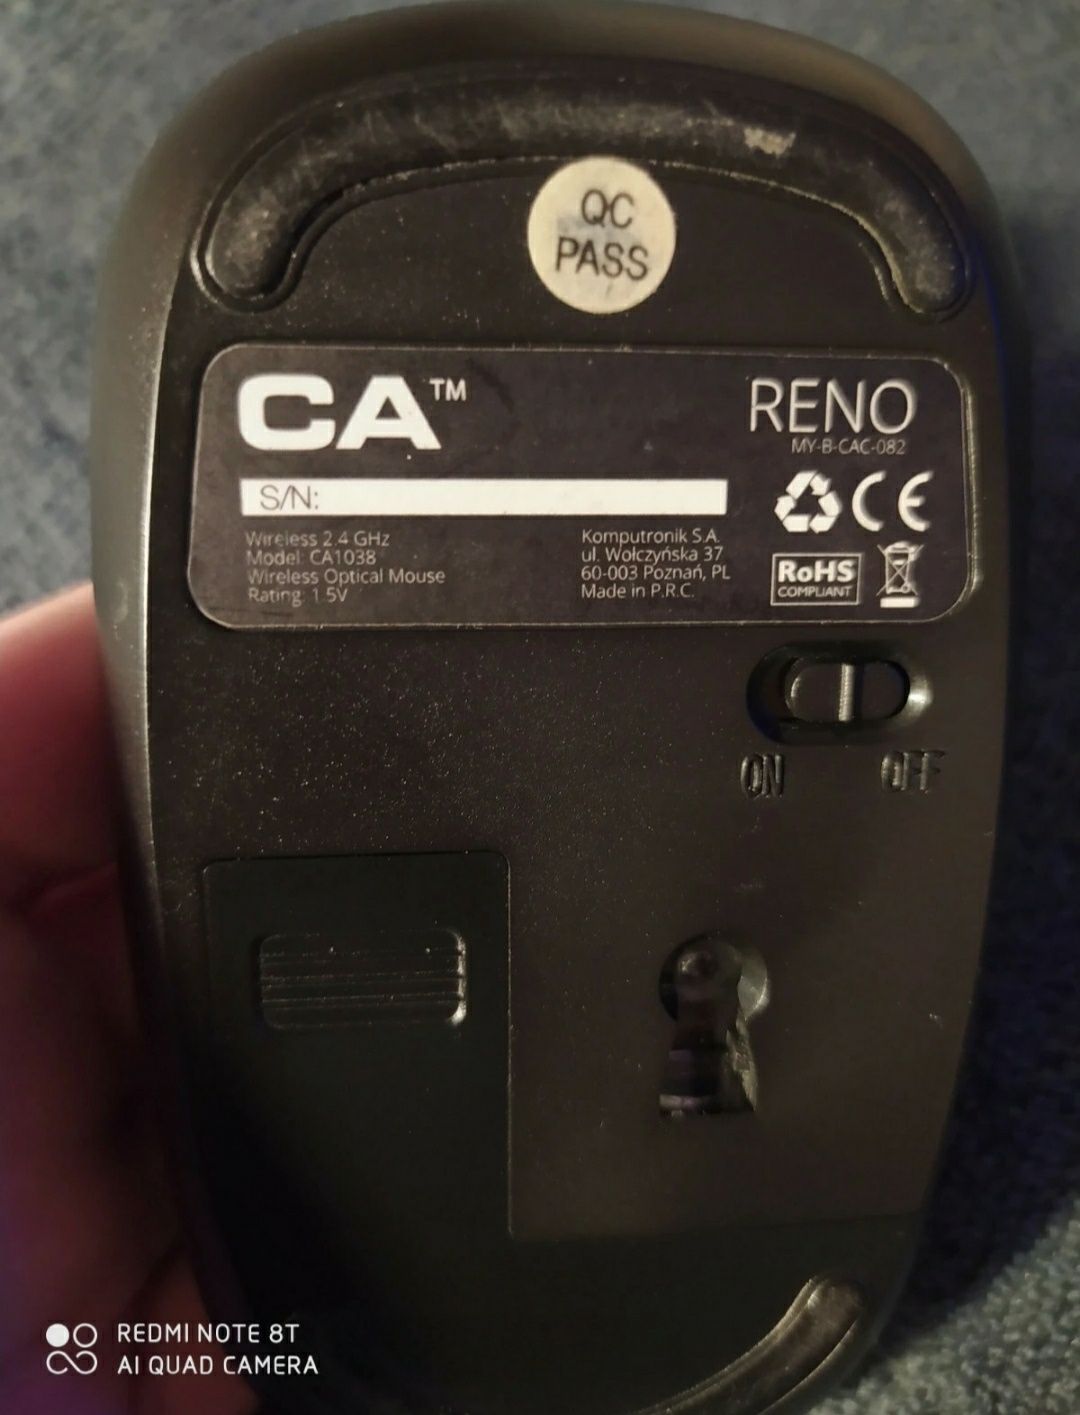 QC
PASS
CA™
RENO
MY-B-CAC-082
S/N:
Wireless 2.4 GHz
Model: CA1038
Wireless Optical Mouse
Rating: 1.5V
Komputronik S.A.
ul. Wołczyńska 37
60-003 Poznań, PL
Made in P.R.C.
CE
RoHS
COMPLIANT
ON OFF
REDMI NOTE 8T
AI QUAD CAMERA